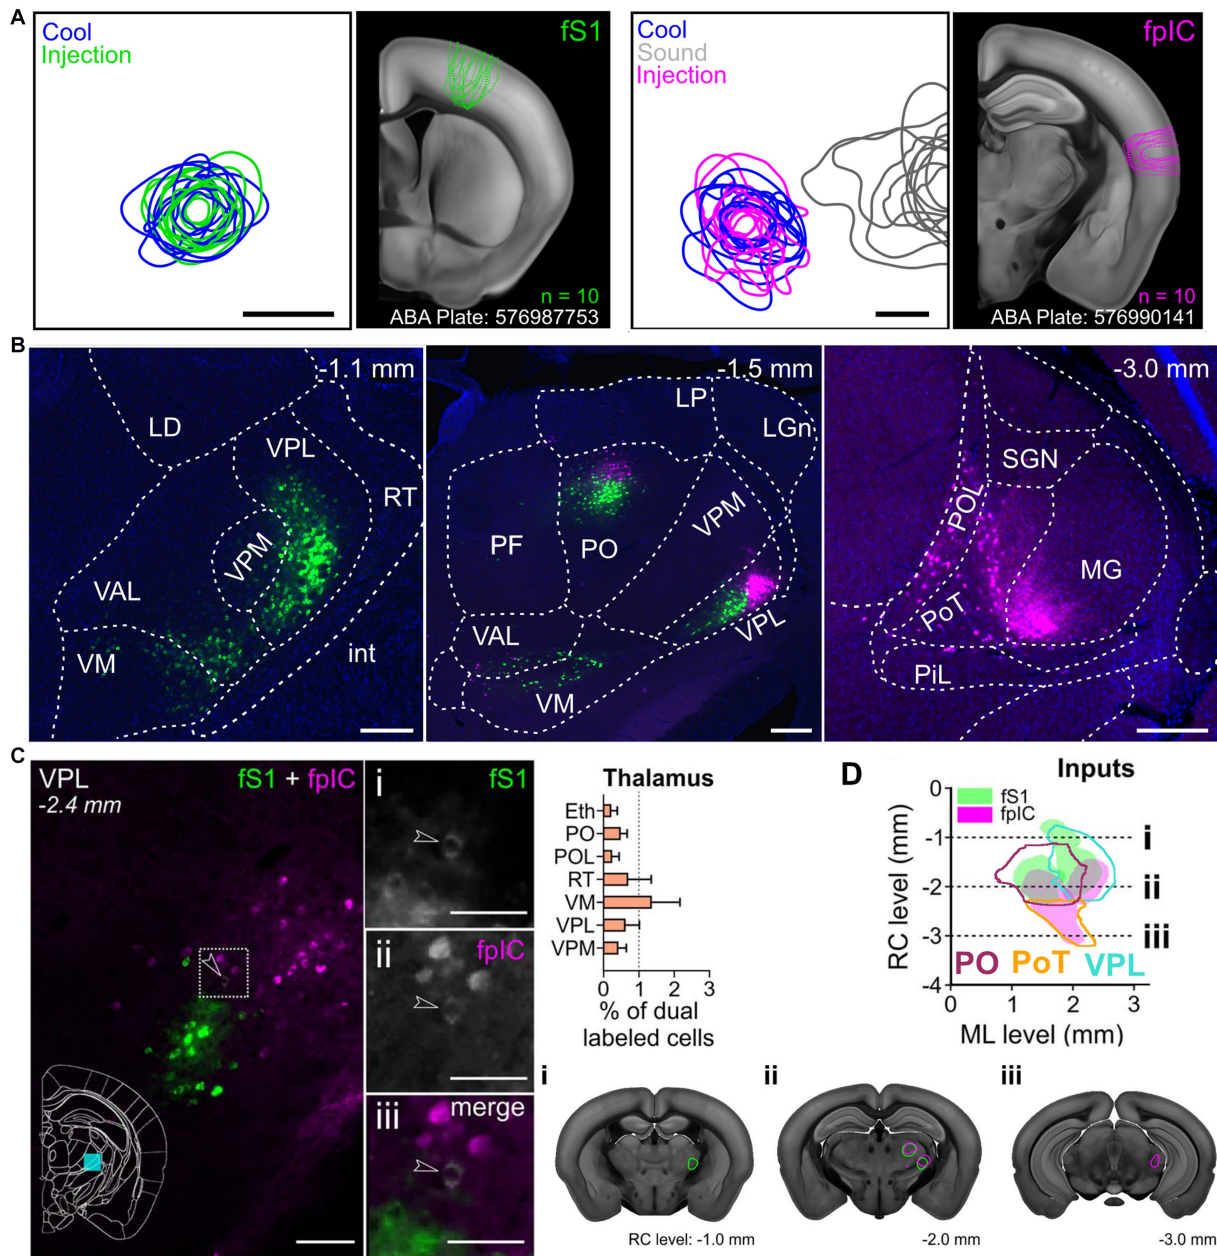 A
Cool
Injection
fS1
n = 10
ABA Plate: 576987753
Cool
Sound
Injection
fpIC
n = 10
ABA Plate: 576990141
B
-1.1 mm
LD
VPL
RT
VPM
VAL
VM
int
-1.5 mm
LP
LGn
VPM
PF
PO
VPL
VAL
VM
-3.0 mm
SGN
POL
MG
PoT
PiL
C
VPL
-2.4 mm
fS1 + fpIC
i
fS1
ii
fpIC
iii
merge
Thalamus
Eth
PO
POL
RT
VM
VPL
VPM
0 1 2 3
% of dual
labeled cells
D
Inputs
fS1
fpIC
RC level (mm)
0
-1
-2
-3
-4
i
ii
iii
PO PoT VPL
0 1 2 3
ML level (mm)
i
ii
iii
RC level: -1.0 mm
-2.0 mm
-3.0 mm